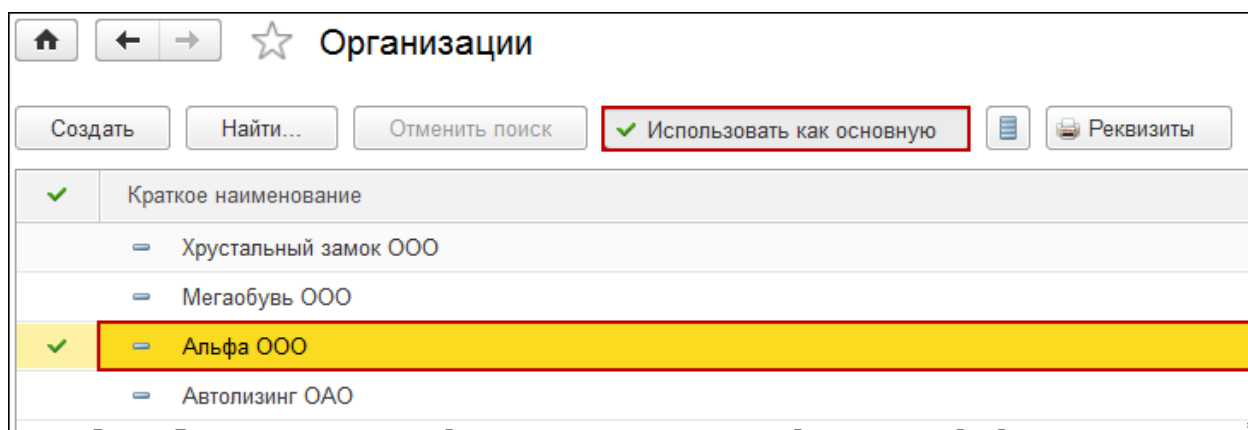 Организации
Создать Найти... Отменить поиск Использовать как основную Реквизиты
Краткое наименование
Хрустальный замок ООО
Мегаобувь ООО
Альфа ООО
Автолизинг ОАО